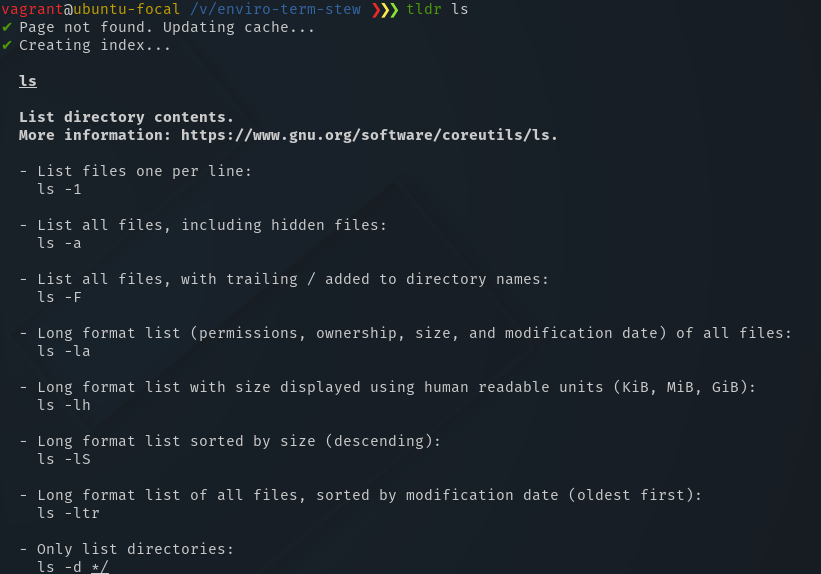 vagrant@ubuntu-focal /v/enviro-term-stew ❯❯❯ tldr ls
✔ Page not found. Updating cache...
✔ Creating index...
ls
List directory contents.
More information: https://www.gnu.org/software/coreutils/ls.
- List files one per line:
ls -1
- List all files, including hidden files:
ls -a
- List all files, with trailing / added to directory names:
ls -F
- Long format list (permissions, ownership, size, and modification date) of all files:
ls -la
- Long format list with size displayed using human readable units (KiB, MiB, GiB):
ls -lh
- Long format list sorted by size (descending):
ls -lS
- Long format list of all files, sorted by modification date (oldest first):
ls -ltr
- Only list directories:
ls -d */